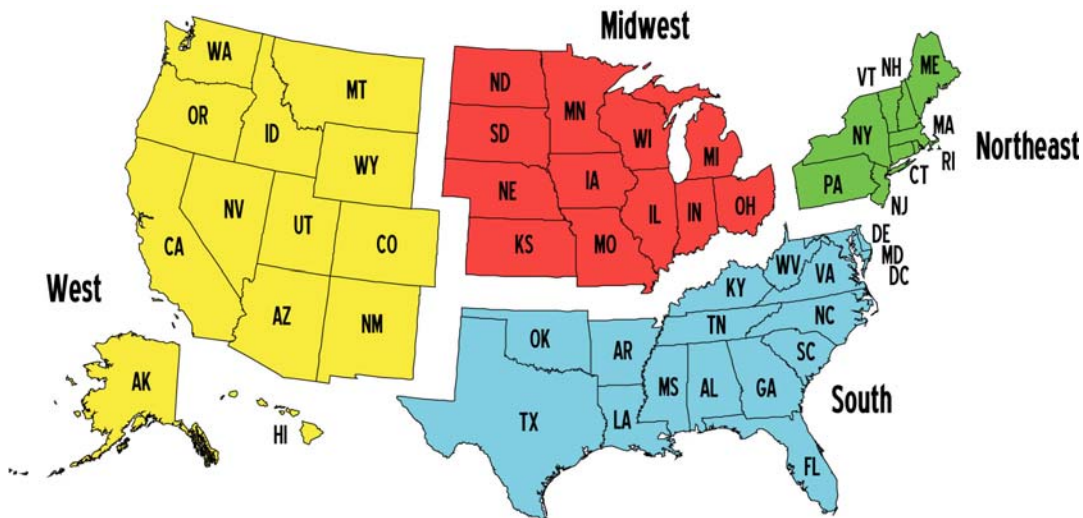 Midwest
WA
MT
ND
MN
VT
NH
ME
OR
ID
SD
WI
MI
NY
MA
Northeast
WY
RI
CT
NE
IA
PA
NJ
NV
UT
CO
IL
IN
OH
CA
KS
MO
DE
MD
DC
West
WV
VA
KY
AZ
NM
TN
NC
OK
AR
SC
AK
MS
AL
GA
South
HI
TX
LA
FL